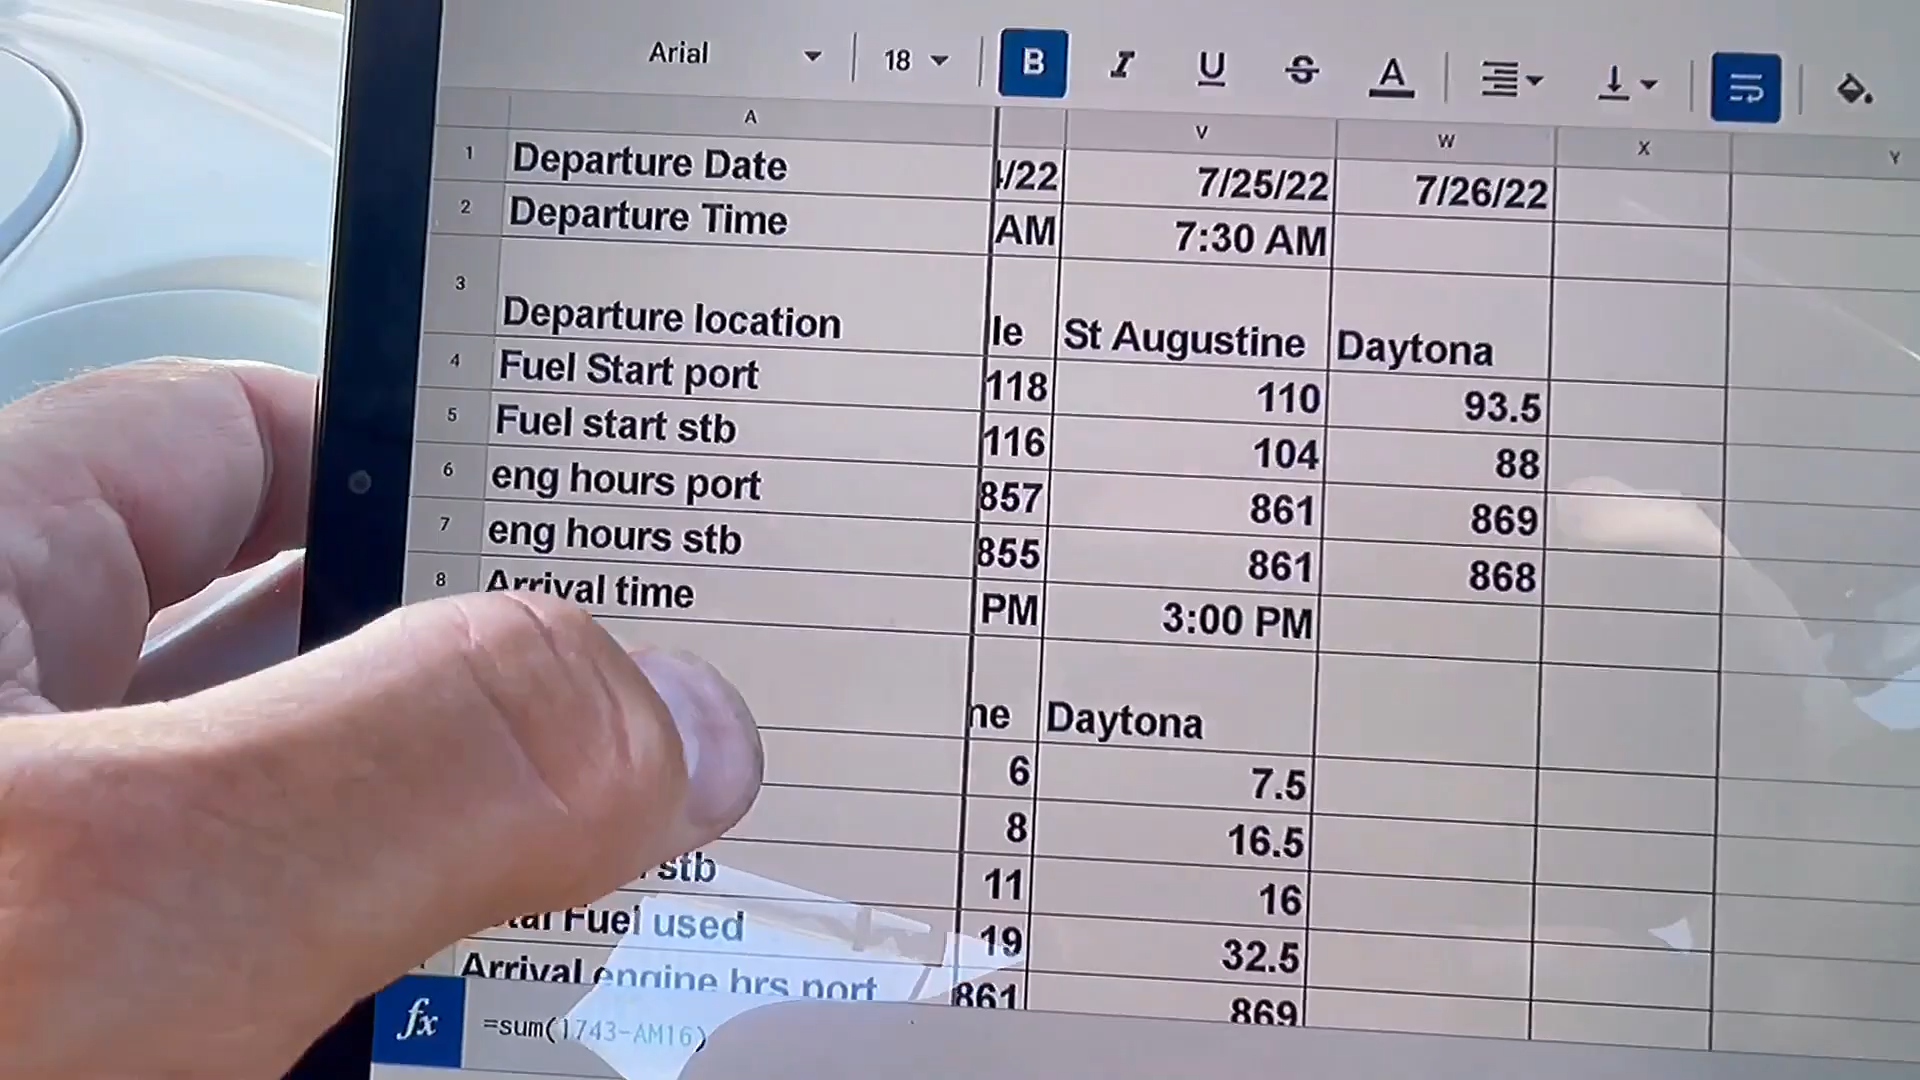 Arial 18 B I U S A
A V W X Y
1 Departure Date /22 7/25/22 7/26/22
2 Departure Time AM 7:30 AM
3 Departure location le St Augustine Daytona
4 Fuel Start port 118 110 93.5
5 Fuel start stb 116 104 88
6 eng hours port 857 861 869
7 eng hours stb 855 861 868
8 Arrival time PM 3:00 PM
ne Daytona
6 7.5
8 16.5
stb 11 16
Fuel used 19 32.5
Arrival engine hrs port 861 869
fx =sum(1743-AM16)